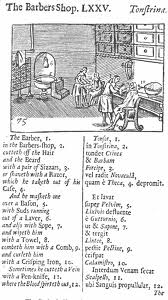 The Barbers Shop. LXXV.
Tonstrina.
75
The Barber, 1.
in the Barbers-shop, 2.
cutteth off the Hair
and the Beard
with a pair of Sizzars, 3.
or shaveth with a Razor,
which he taketh out of his
Case, 4.
And he washeth one
over a Bason, 5.
with Suds running
out of a Laver, 6.
and also with Sope, 7.
and wipeth him
with a Towel, 8.
combeth him with a Comb, 9.
and curleth him
with a Crisping Iron, 10.
Sometimes he cutteth a Vein
with a Pen-knife, 11.
where the Blood spirteth out, 12.
Tonsor, 1.
in Tonstrina, 2.
tondet Crines
& Barbam
Forcipe, 3.
vel radit Novaculâ,
quam è Theca, 4. depromit.
Et lavat
super Pelvim, 5.
Lixivio defluente
è Gutturnio, 6.
ut & Sapone, 7.
& tergit
Linteo, 8.
pectit Pectine, 9.
crispat
Calamistro, 10.
Interdum Venam secat
Scalpello, 11.
ubi Sanguis propullulat, 12.
The